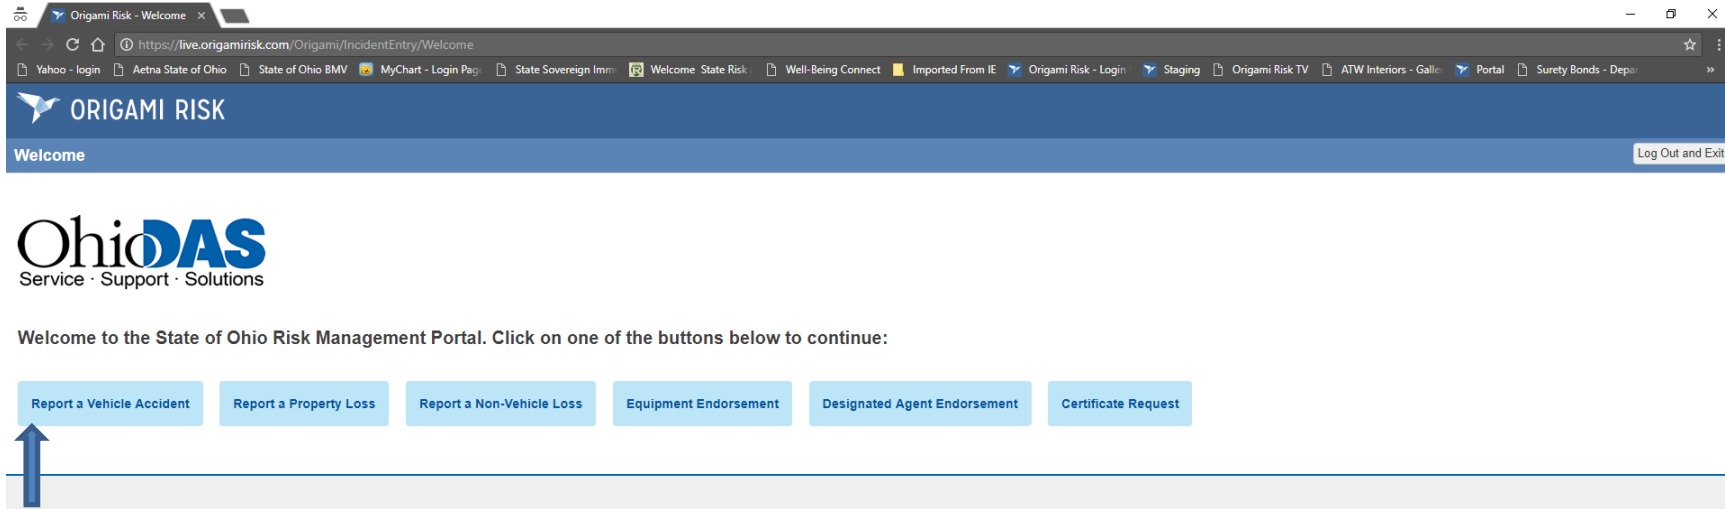 Origami Risk - Welcome
https://live.origamirisk.com/Origami/IncidentEntry/Welcome
Yahoo - login Aetna State of Ohio State of Ohio BMV MyChart - Login Pag State Sovereign Imm Welcome State Risk Well-Being Connect Imported From IE Origami Risk - Login Staging Origami Risk TV ATW Interiors - Galle Portal Surety Bonds - Depar »
ORIGAMI RISK
Welcome Log Out and Exit
OhioDAS
Service · Support · Solutions
Welcome to the State of Ohio Risk Management Portal. Click on one of the buttons below to continue:
Report a Vehicle Accident Report a Property Loss Report a Non-Vehicle Loss Equipment Endorsement Designated Agent Endorsement Certificate Request